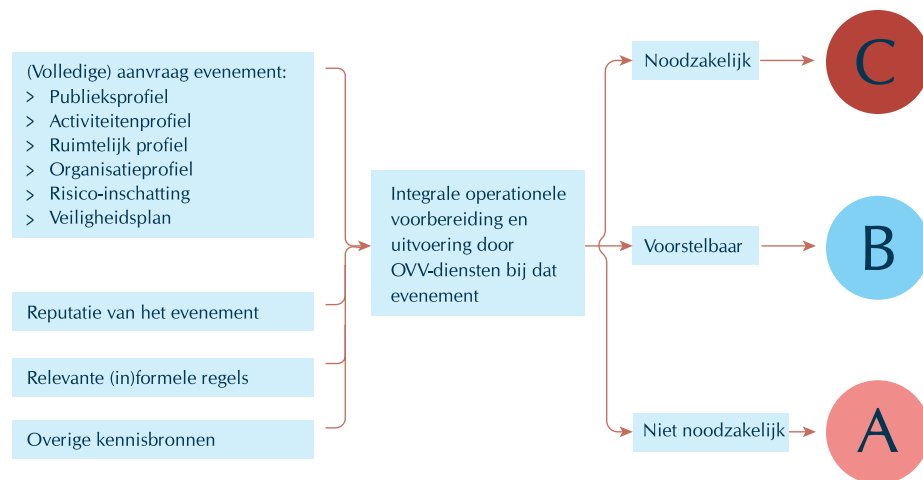 (Volledige) aanvraag evenement:
> Publieksprofiel
> Activiteitenprofiel
> Ruimtelijk profiel
> Organisatieprofiel
> Risico-inschatting
> Veiligheidsplan
Reputatie van het evenement
Relevante (in)formele regels
Overige kennisbronnen
Integrale operationele
voorbereiding en
uitvoering door
OVV-diensten bij dat
evenement
Noodzakelijk
C
Voorstelbaar
B
Niet noodzakelijk
A